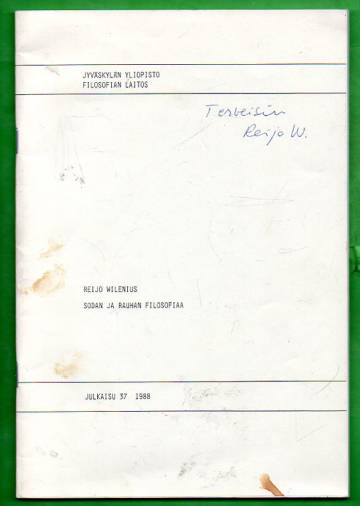 JYVÄSKYLÄN YLIOPISTO
FILOSOFIAN LAITOS
Terveisin
Reijo W.
REIJO WILENIUS
SODAN JA RAUHAN FILOSOFIAA
JULKAISU 37 1988